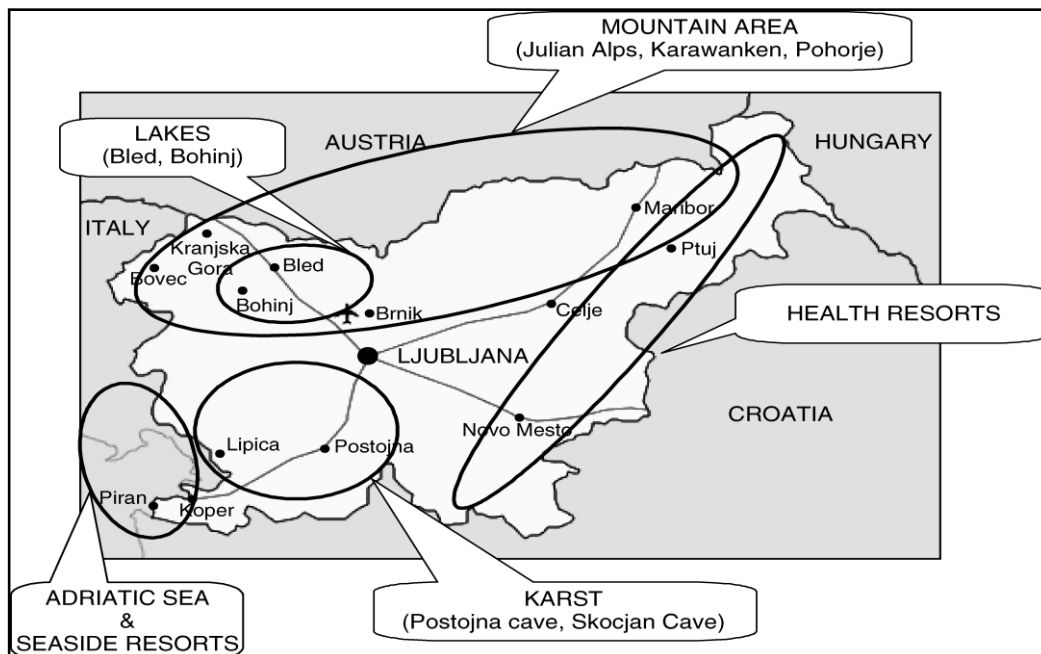 MOUNTAIN AREA
(Julian Alps, Karawanken, Pohorje)
LAKES
(Bled, Bohinj)
AUSTRIA
HUNGARY
ITALY
Kranjska
Gora
Bovec
Bled
Bohinj
Brnik
Maribor
Ptuj
Celje
HEALTH RESORTS
LJUBLJANA
CROATIA
Novo Mesto
Lipica
Postojna
Piran
Koper
ADRIATIC SEA
&
SEASIDE RESORTS
KARST
(Postojna cave, Skocjan Cave)